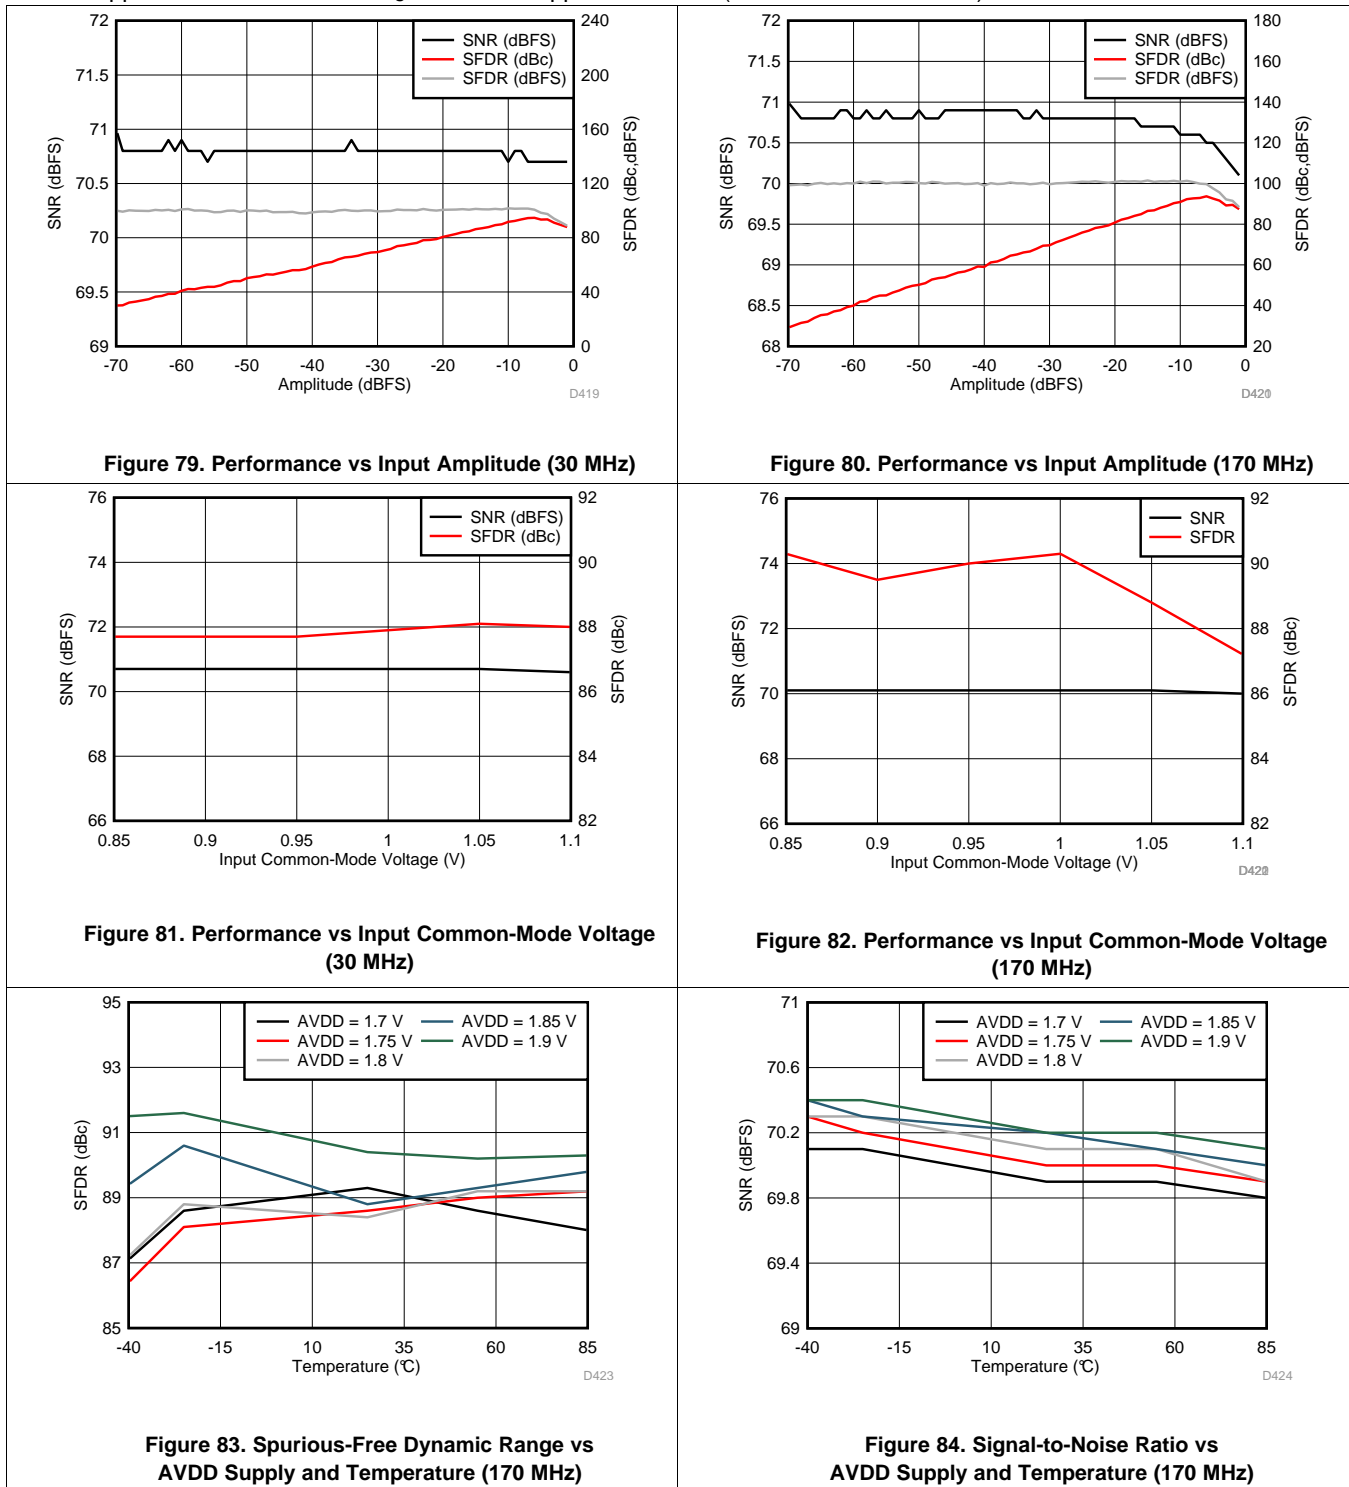 72
71.5
71
70.5
70
69.5
69
SNR (dBFS)
240
200
160
120
80
40
0
SFDR (dBc,dBFS)
SNR (dBFS)
SFDR (dBc)
SFDR (dBFS)
-70 -60 -50 -40 -30 -20 -10 0
Amplitude (dBFS)
D419
Figure 79. Performance vs Input Amplitude (30 MHz)
72
71.5
71
70.5
70
69.5
69
68.5
68
SNR (dBFS)
180
160
140
120
100
80
60
40
20
SFDR (dBc,dBFS)
SNR (dBFS)
SFDR (dBc)
SFDR (dBFS)
-70 -60 -50 -40 -30 -20 -10 0
Amplitude (dBFS)
Figure 80. Performance vs Input Amplitude (170 MHz)
76
74
72
70
68
66
SNR (dBFS)
92
90
88
86
84
82
SFDR (dBc)
SNR (dBFS)
SFDR (dBc)
0.85 0.9 0.95 1 1.05 1.1
Input Common-Mode Voltage (V)
Figure 81. Performance vs Input Common-Mode Voltage
(30 MHz)
76
74
72
70
68
66
SNR (dBFS)
92
90
88
86
84
82
SFDR (dBc)
SNR
SFDR
0.85 0.9 0.95 1 1.05 1.1
Input Common-Mode Voltage (V)
Figure 82. Performance vs Input Common-Mode Voltage
(170 MHz)
95
93
91
89
87
85
SFDR (dBc)
AVDD = 1.7 V
AVDD = 1.75 V
AVDD = 1.8 V
AVDD = 1.85 V
AVDD = 1.9 V
-40 -15 10 35 60 85
Temperature (°C)
D423
Figure 83. Spurious-Free Dynamic Range vs
AVDD Supply and Temperature (170 MHz)
71
70.6
70.2
69.8
69.4
69
SNR (dBFS)
AVDD = 1.7 V
AVDD = 1.75 V
AVDD = 1.8 V
AVDD = 1.85 V
AVDD = 1.9 V
-40 -15 10 35 60 85
Temperature (°C)
D424
Figure 84. Signal-to-Noise Ratio vs
AVDD Supply and Temperature (170 MHz)